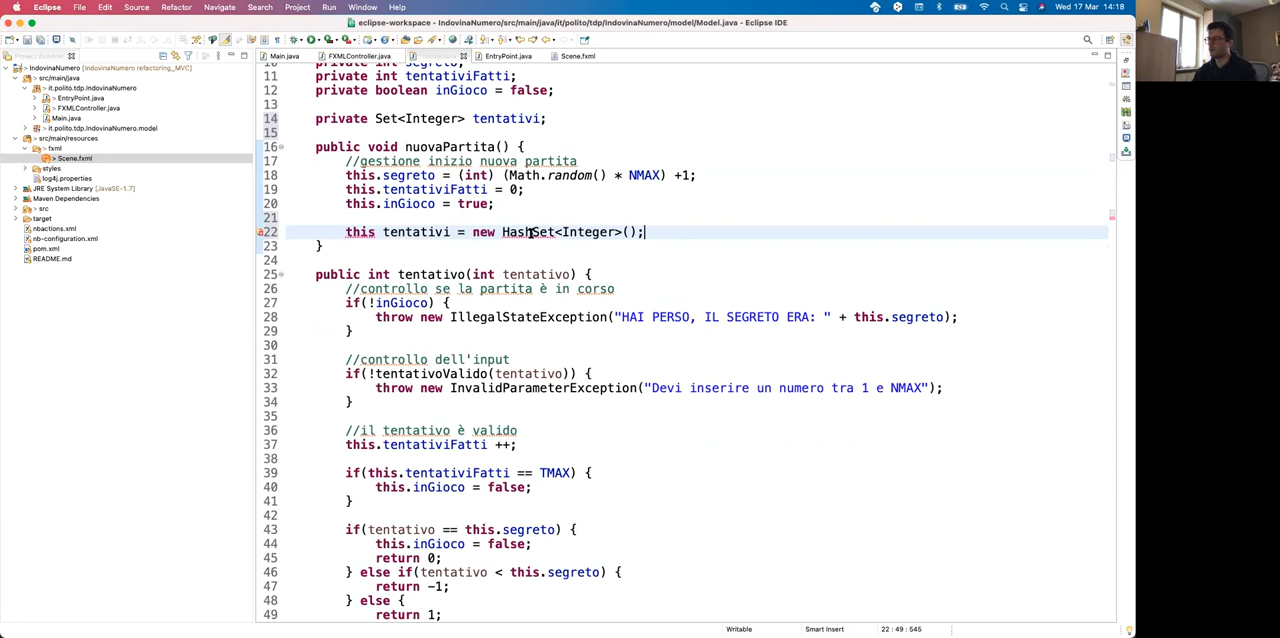 Eclipse File Edit Source Refactor Navigate Search Project Run Window Help Wed 17 Mar 14:18
eclipse-workspace - IndovinaNumero/src/main/java/it/polito/tdp/IndovinaNumero/model/Model.java - Eclipse IDE
Main.java FXMLController.java EntryPoint.java Scene.fxml
IndovinaNumero [IndovinaNumero refactoring_MVC]
src/main/java
it.polito.tdp.IndovinaNumero
> EntryPoint.java
> FXMLController.java
> Main.java
> it.polito.tdp.IndovinaNumero.model
> src/main/resources
> fxml
> Scene.fxml
styles
log4j.properties
JRE System Library [JavaSE-1.7]
Maven Dependencies
> src
target
nbactions.xml
nb-configuration.xml
pom.xml
README.md
10 private int segreto;
11 private int tentativiFatti;
12 private boolean inGioco = false;
13
14 private Set<Integer> tentativi;
15
16 public void nuovaPartita() {
17 //gestione inizio nuova partita
18 this.segreto = (int) (Math.random() * NMAX) +1;
19 this.tentativiFatti = 0;
20 this.inGioco = true;
21
22 this tentativi = new HashSet<Integer>();
23 }
24
25 public int tentativo(int tentativo) {
26 //controllo se la partita è in corso
27 if(!inGioco) {
28 throw new IllegalStateException("HAI PERSO, IL SEGRETO ERA: " + this.segreto);
29 }
30
31 //controllo dell'input
32 if(!tentativoValido(tentativo)) {
33 throw new InvalidParameterException("Devi inserire un numero tra 1 e NMAX");
34 }
35
36 //il tentativo è valido
37 this.tentativiFatti ++;
38
39 if(this.tentativiFatti == TMAX) {
40 this.inGioco = false;
41 }
42
43 if(tentativo == this.segreto) {
44 this.inGioco = false;
45 return 0;
46 } else if(tentativo < this.segreto) {
47 return -1;
48 } else {
49 return 1;
Writable Smart Insert 22 : 49 : 545